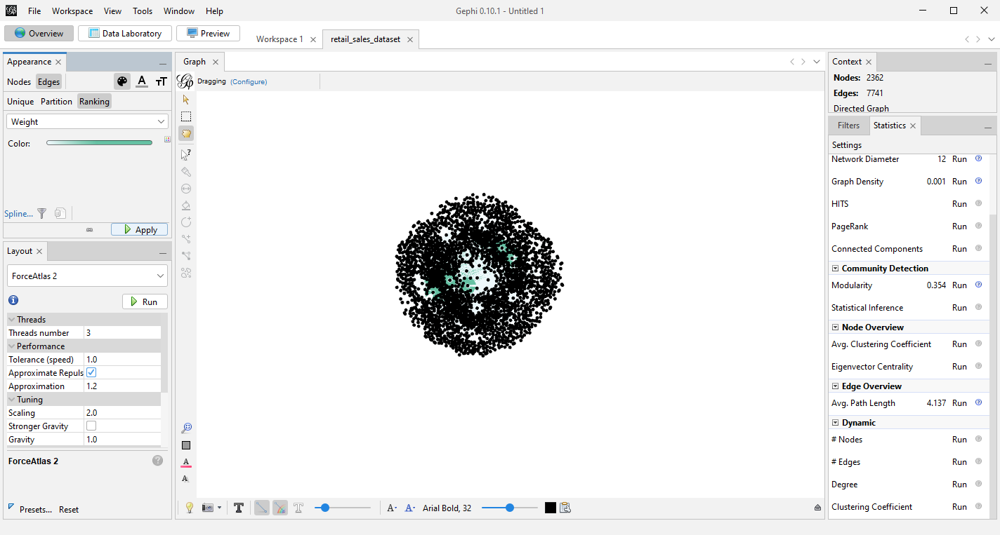 File Workspace View Tools Window Help
Gephi 0.10.1 - Untitled 1
Overview Data Laboratory Preview
Workspace 1 retail_sales_dataset
Appearance
Nodes Edges
Unique Partition Ranking
Weight
Color:
Spline...
Apply
Layout
ForceAtlas 2
Run
Threads
Threads number 3
Performance
Tolerance (speed) 1.0
Approximate Repuls
Approximation 1.2
Tuning
Scaling 2.0
Stronger Gravity
Gravity 1.0
ForceAtlas 2
Presets... Reset
Graph
Dragging (Configure)
Arial Bold, 32
Context
Nodes: 2362
Edges: 7741
Directed Graph
Filters Statistics
Settings
Network Diameter 12 Run
Graph Density 0.001 Run
HITS Run
PageRank Run
Connected Components Run
Community Detection
Modularity 0.354 Run
Statistical Inference Run
Node Overview
Avg. Clustering Coefficient Run
Eigenvector Centrality Run
Edge Overview
Avg. Path Length 4.137 Run
Dynamic
# Nodes Run
# Edges Run
Degree Run
Clustering Coefficient Run